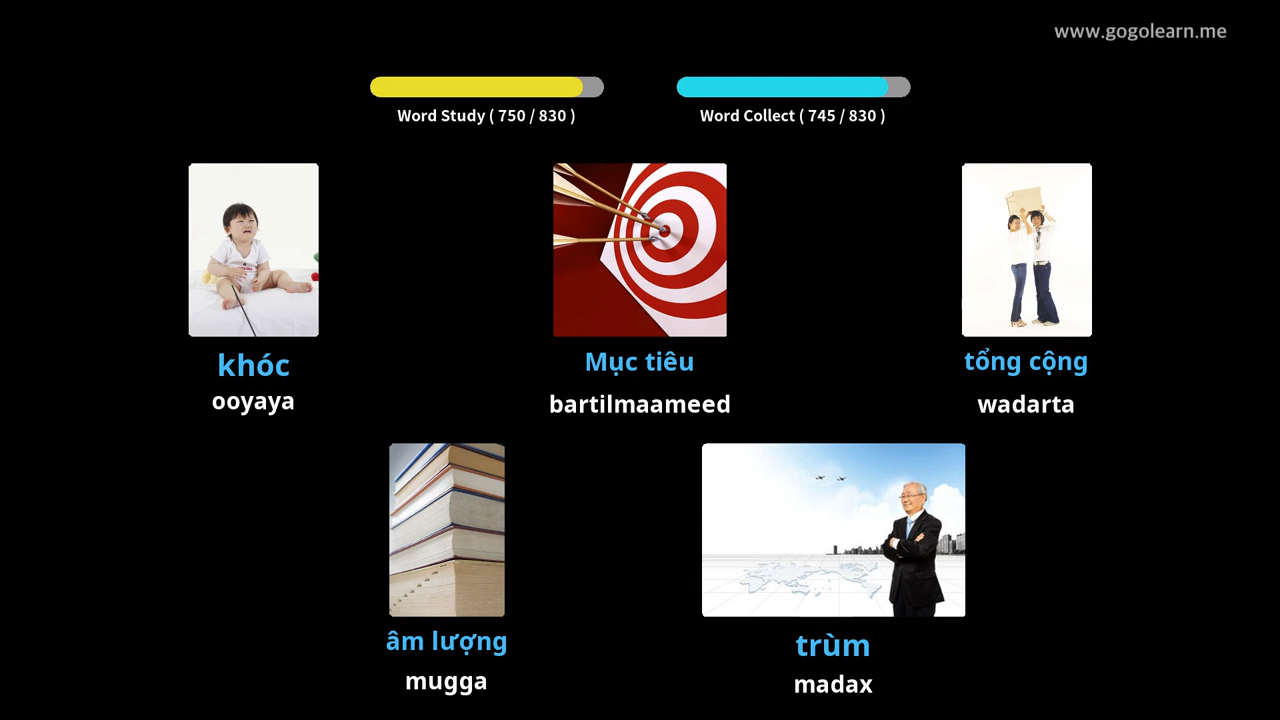 www.gogolearn.me
Word Study ( 750 / 830 )
Word Collect ( 745 / 830 )
khóc
ooyaya
Mục tiêu
bartilmaameed
tổng cộng
wadarta
âm lượng
mugga
trùm
madax